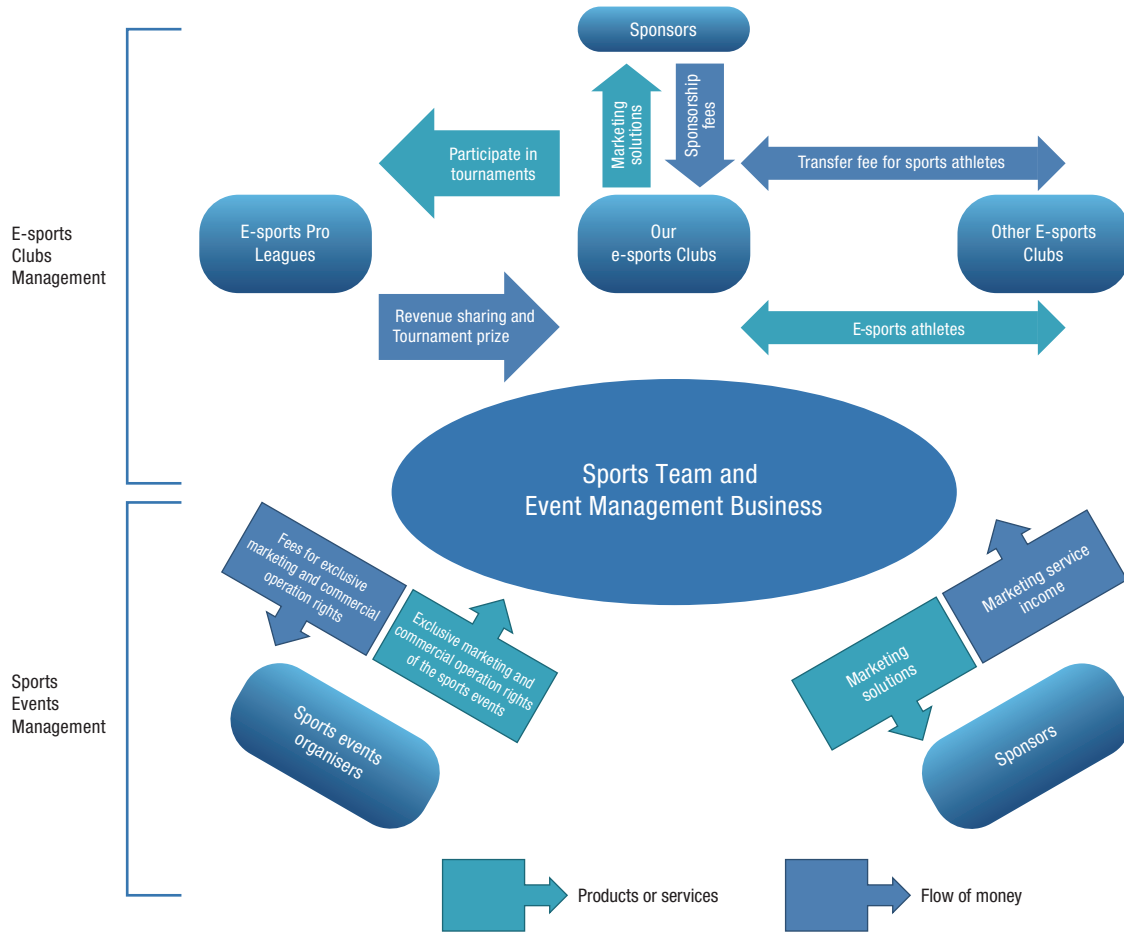 Sponsors
Marketing
solutions
Sponsorship
fees
Participate in
tournaments
Transfer fee for sports athletes
E-sports
Clubs
Management
E-sports Pro
Leagues
Our
e-sports Clubs
Other E-sports
Clubs
Revenue sharing and
Tournament prize
E-sports athletes
Sports Team and
Event Management Business
Fees for exclusive
marketing and commercial
operation rights
Exclusive marketing and
commercial operation rights
of the sports events
Marketing service
income
Marketing
solutions
Sports
Events
Management
Sports events
organisers
Sponsors
Products or services
Flow of money